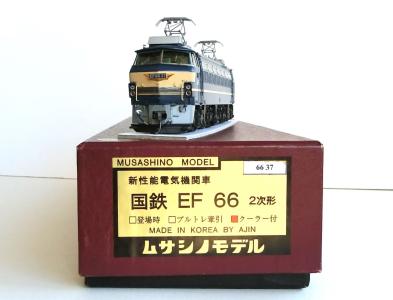 MUSASHINO MODEL
66 37
新性能電気機関車
国鉄 EF 66 2次形
□登場時 □ブルトレ牽引 ■クーラー付
MADE IN KOREA BY AJIN
ムサシノモデル